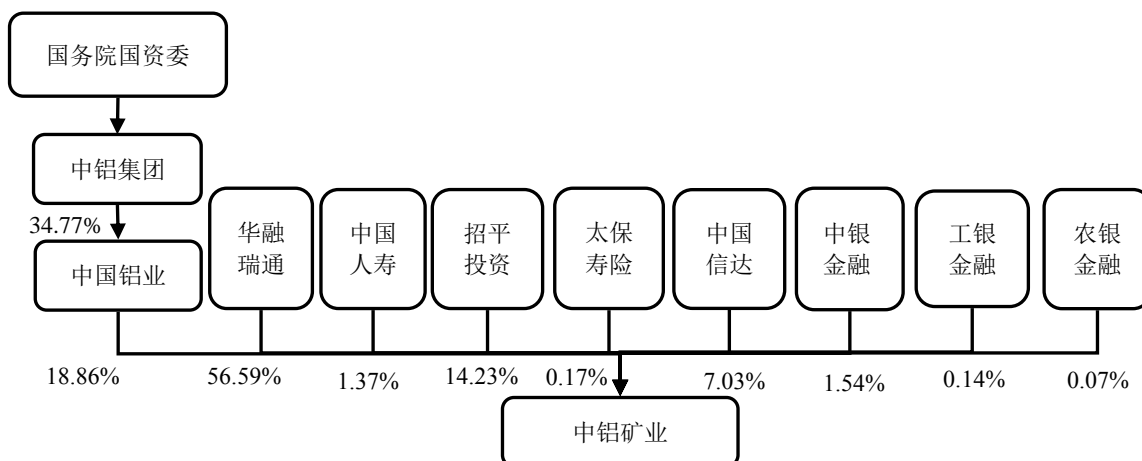 国务院国资委
中铝集团
34.77%
中国铝业
华融
瑞通
中国
人寿
招平
投资
太保
寿险
中国
信达
中银
金融
工银
金融
农银
金融
18.86%
56.59%
1.37%
14.23%
0.17%
7.03%
1.54%
0.14%
0.07%
中铝矿业